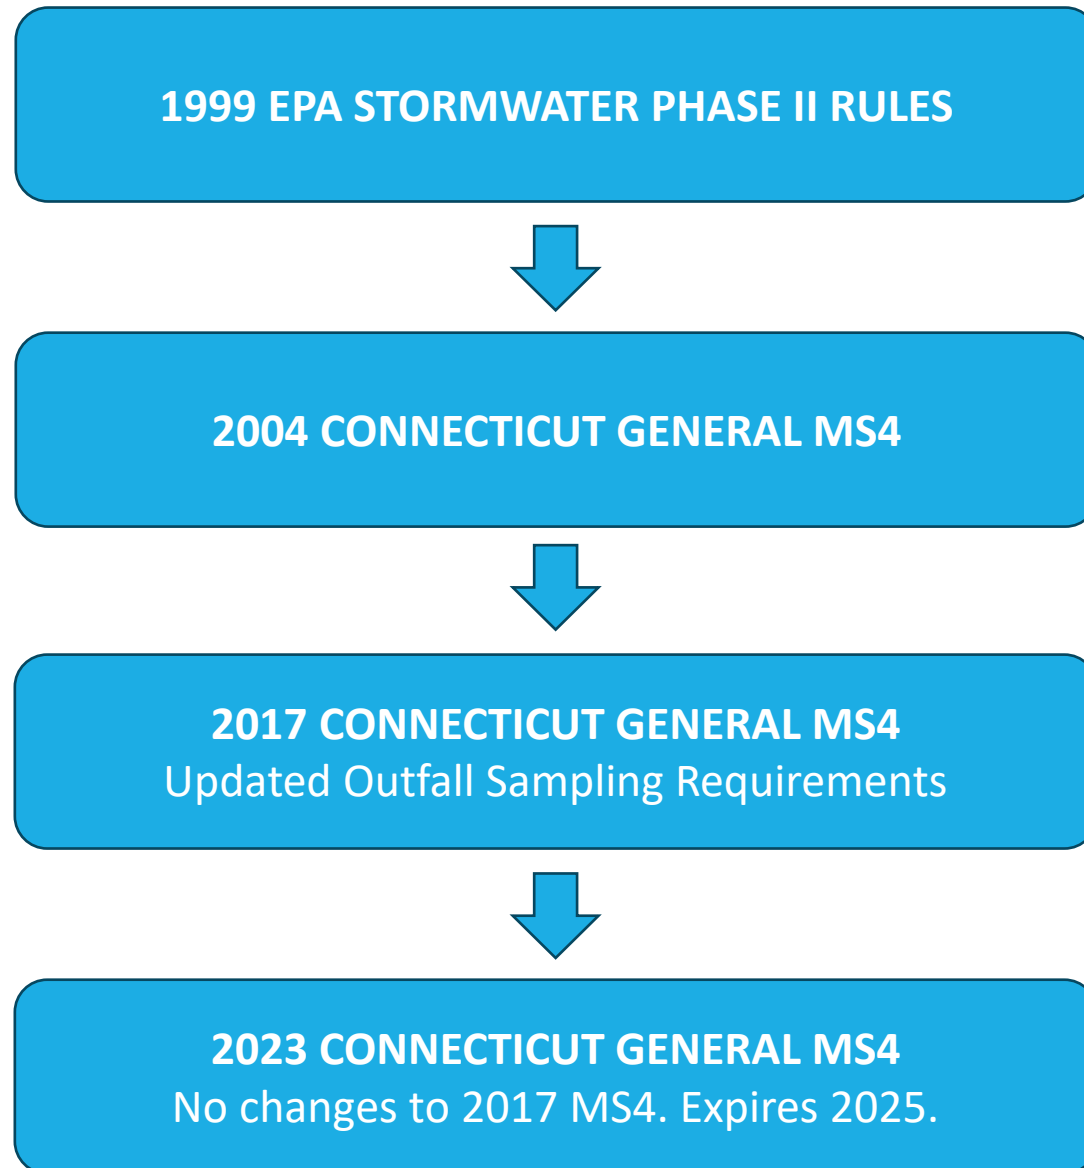 1999 EPA STORMWATER PHASE II RULES
2004 CONNECTICUT GENERAL MS4
2017 CONNECTICUT GENERAL MS4
Updated Outfall Sampling Requirements
2023 CONNECTICUT GENERAL MS4
No changes to 2017 MS4. Expires 2025.